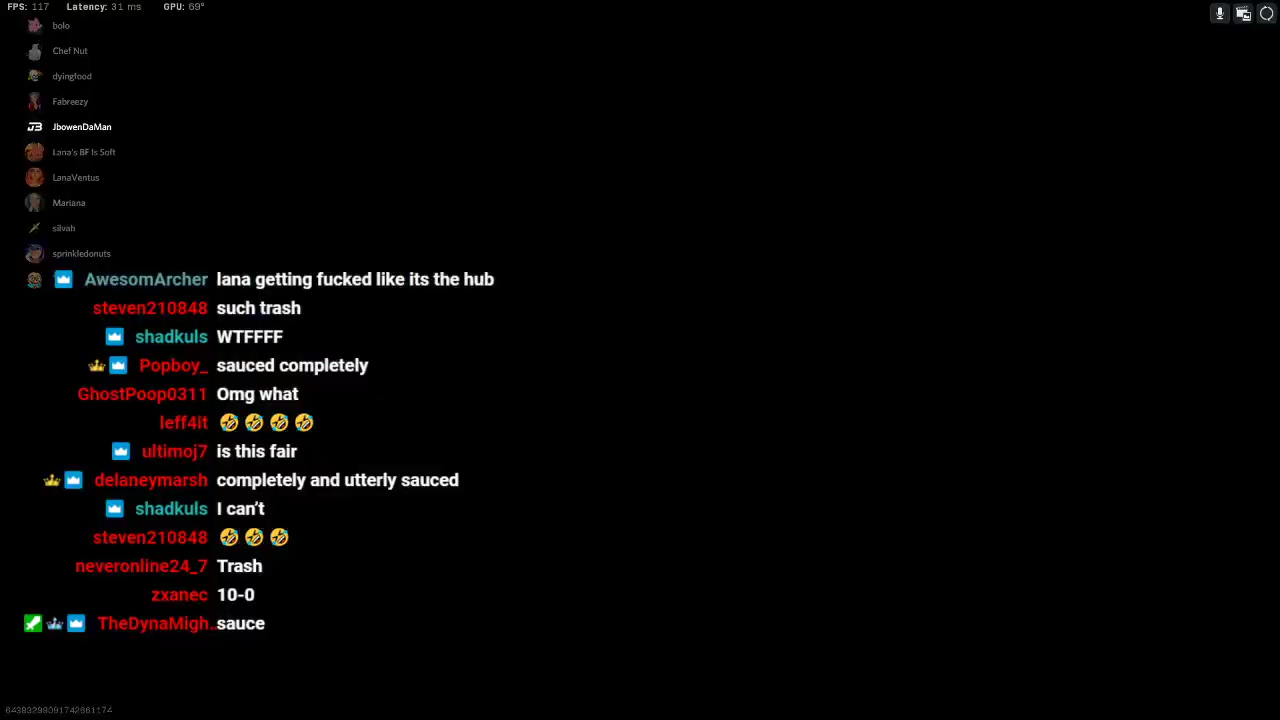 FPS: 117 Latency: 31 ms GPU: 69°
bolo
Chef Nut
dyingfood
Fabreezy
JB JbowenDaMan
Lana's BF Is Soft
LanaVentus
Mariana
silvah
sprinkledonuts
AwesomArcher lana getting fucked like its the hub
steven210848 such trash
shadkuls WTFFFF
Popboy_ sauced completely
GhostPoop0311 Omg what
leff4it 🤣 🤣 🤣 🤣
ultimoj7 is this fair
delaneymarsh completely and utterly sauced
shadkuls I can’t
steven210848 🤣 🤣 🤣
neveronline24_7 Trash
zxanec 10-0
TheDynaMigh.. sauce